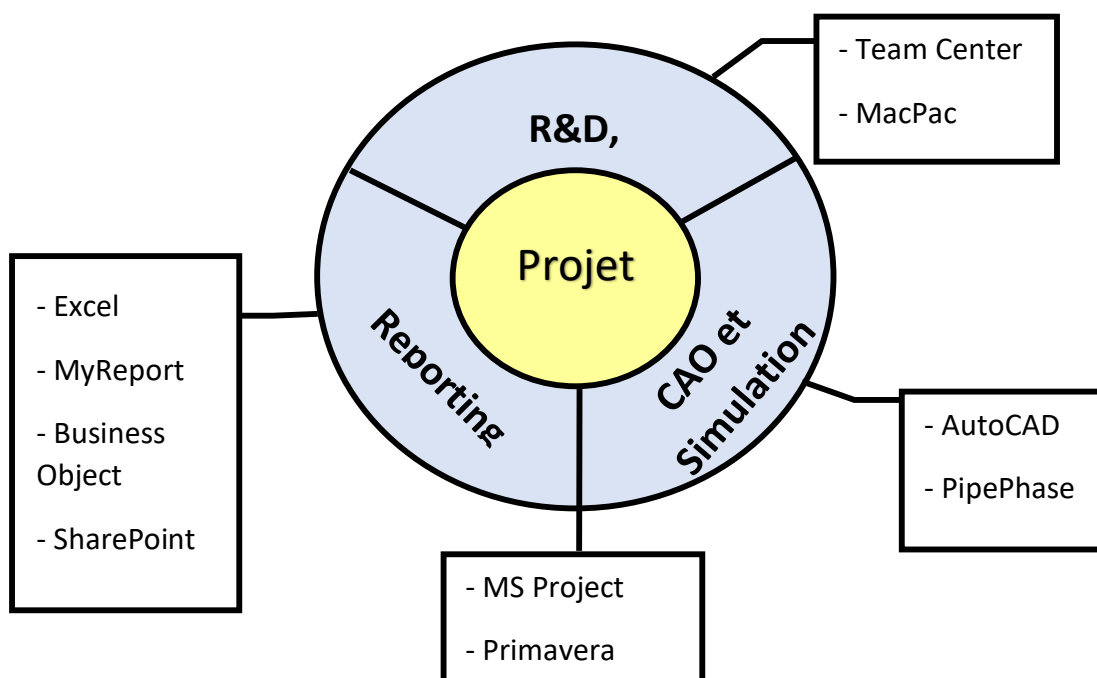 - Team Center
- MacPac
R&D,
Projet
Reporting
CAO et
Simulation
- Excel
- MyReport
- Business
Object
- SharePoint
- AutoCAD
- PipePhase
- MS Project
- Primavera